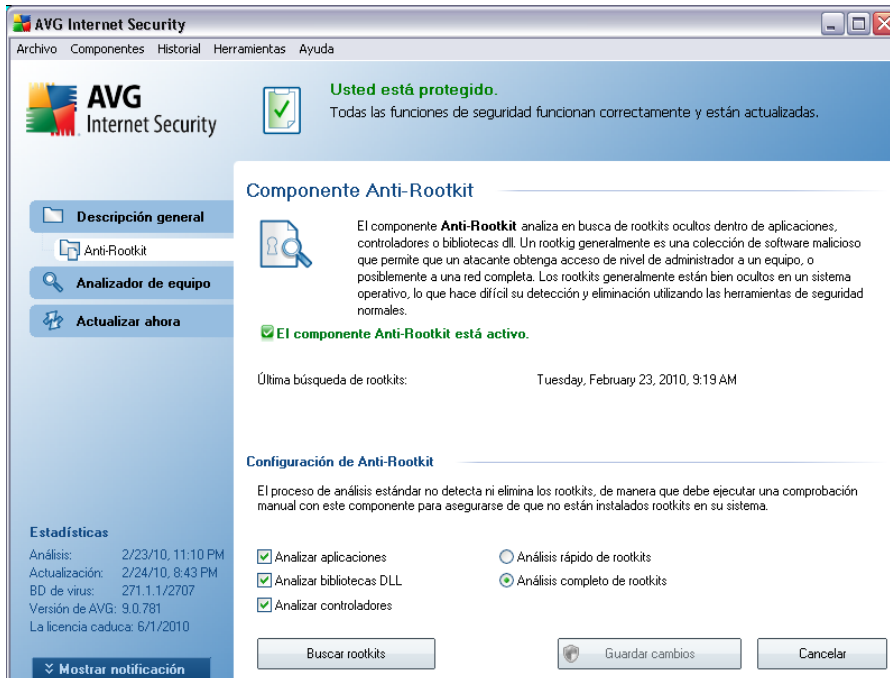 AVG Internet Security
Archivo Componentes Historial Herramientas Ayuda
AVG
Internet Security
Usted está protegido.
Todas las funciones de seguridad funcionan correctamente y están actualizadas.
Descripción general
Anti-Rootkit
Analizador de equipo
Actualizar ahora
Componente Anti-Rootkit
El componente Anti-Rootkit analiza en busca de rootkits ocultos dentro de aplicaciones,
controladores o bibliotecas dll. Un rootkig generalmente es una colección de software malicioso
que permite que un atacante obtenga acceso de nivel de administrador a un equipo, o
posiblemente a una red completa. Los rootkits generalmente están bien ocultos en un sistema
operativo, lo que hace difícil su detección y eliminación utilizando las herramientas de seguridad
normales.
El componente Anti-Rootkit está activo.
Última búsqueda de rootkits: Tuesday, February 23, 2010, 9:19 AM
Configuración de Anti-Rootkit
El proceso de análisis estándar no detecta ni elimina los rootkits, de manera que debe ejecutar una comprobación
manual con este componente para asegurarse de que no están instalados rootkits en su sistema.
Analizar aplicaciones
Análisis rápido de rootkits
Analizar bibliotecas DLL
Análisis completo de rootkits
Analizar controladores
Buscar rootkits
Guardar cambios
Cancelar
Estadísticas
Análisis: 2/23/10, 11:10 PM
Actualización: 2/24/10, 8:43 PM
BD de virus: 271.1.1/2707
Versión de AVG: 9.0.781
La licencia caduca: 6/1/2010
Mostrar notificación